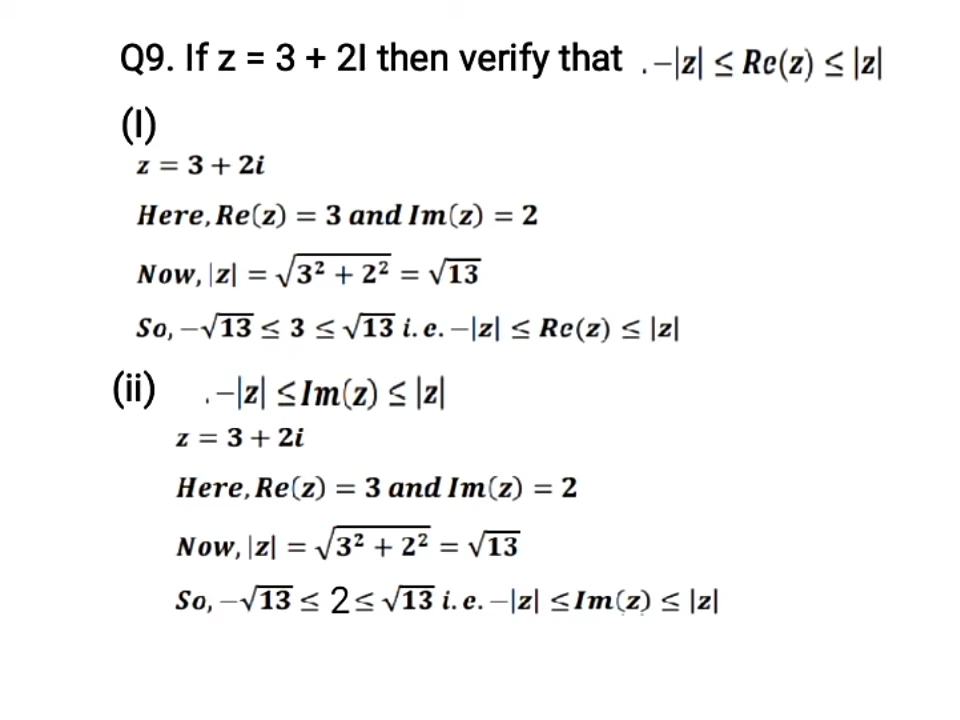 Q9. If z = 3 + 2I then verify that .−|z| ≤ Re(z) ≤ |z|
(I)
z = 3 + 2i
Here, Re(z) = 3 and Im(z) = 2
Now, |z| = √3² + 2² = √13
So, −√13 ≤ 3 ≤ √13 i. e. −|z| ≤ Re(z) ≤ |z|
(ii) .−|z| ≤Im(z) ≤ |z|
z = 3 + 2i
Here, Re(z) = 3 and Im(z) = 2
Now, |z| = √3² + 2² = √13
So, −√13 ≤ 2 ≤ √13 i. e. −|z| ≤Im(z) ≤ |z|